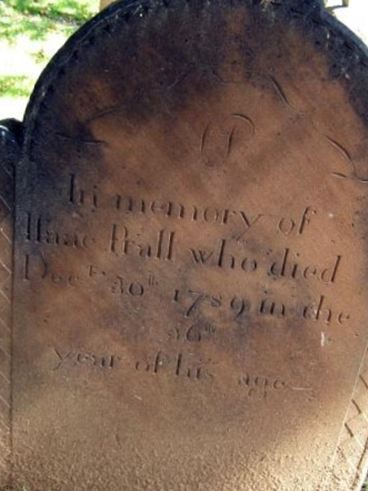 P
In memory of
Isaac Prall who died
Decr. 30th 1789 in the
36th
year of his age